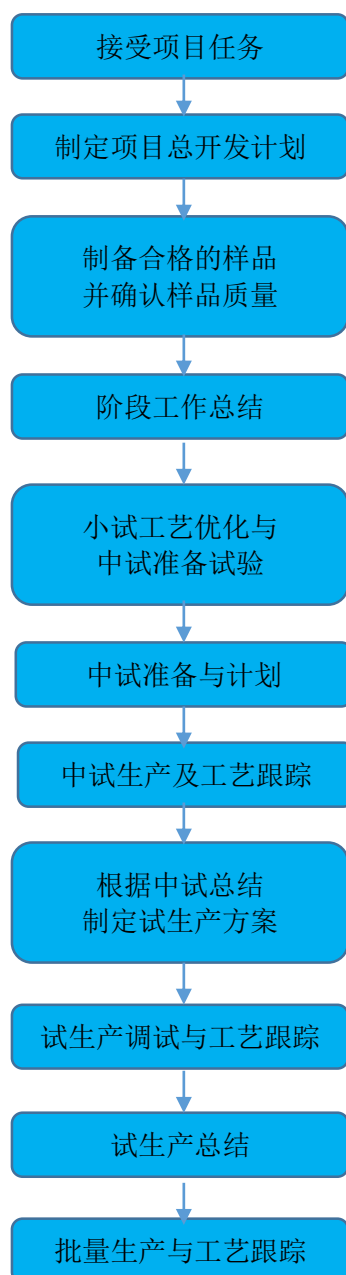 接受项目任务
制定项目总开发计划
制备合格的样品
并确认样品质量
阶段工作总结
小试工艺优化与
中试准备试验
中试准备与计划
中试生产及工艺跟踪
根据中试总结
制定试生产方案
试生产调试与工艺跟踪
试生产总结
批量生产与工艺跟踪